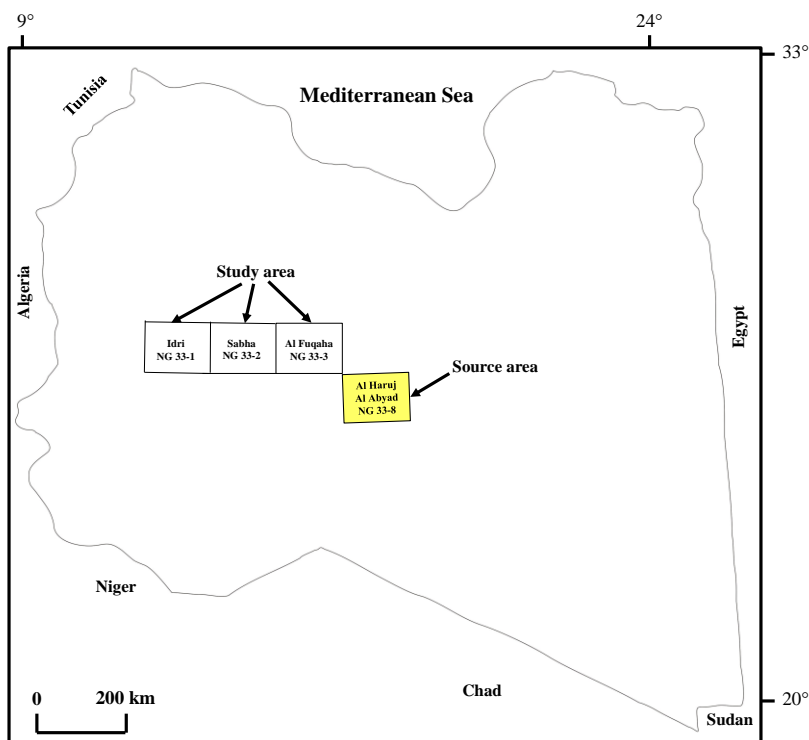 9°
24°
33°
Tunisia
Mediterranean Sea
Algeria
Study area
Egypt
Idri
NG 33-1
Sabha
NG 33-2
Al Fuqaha
NG 33-3
Source area
Al Haruj
Al Abyad
NG 33-8
Niger
Chad
0
200 km
20°
Sudan